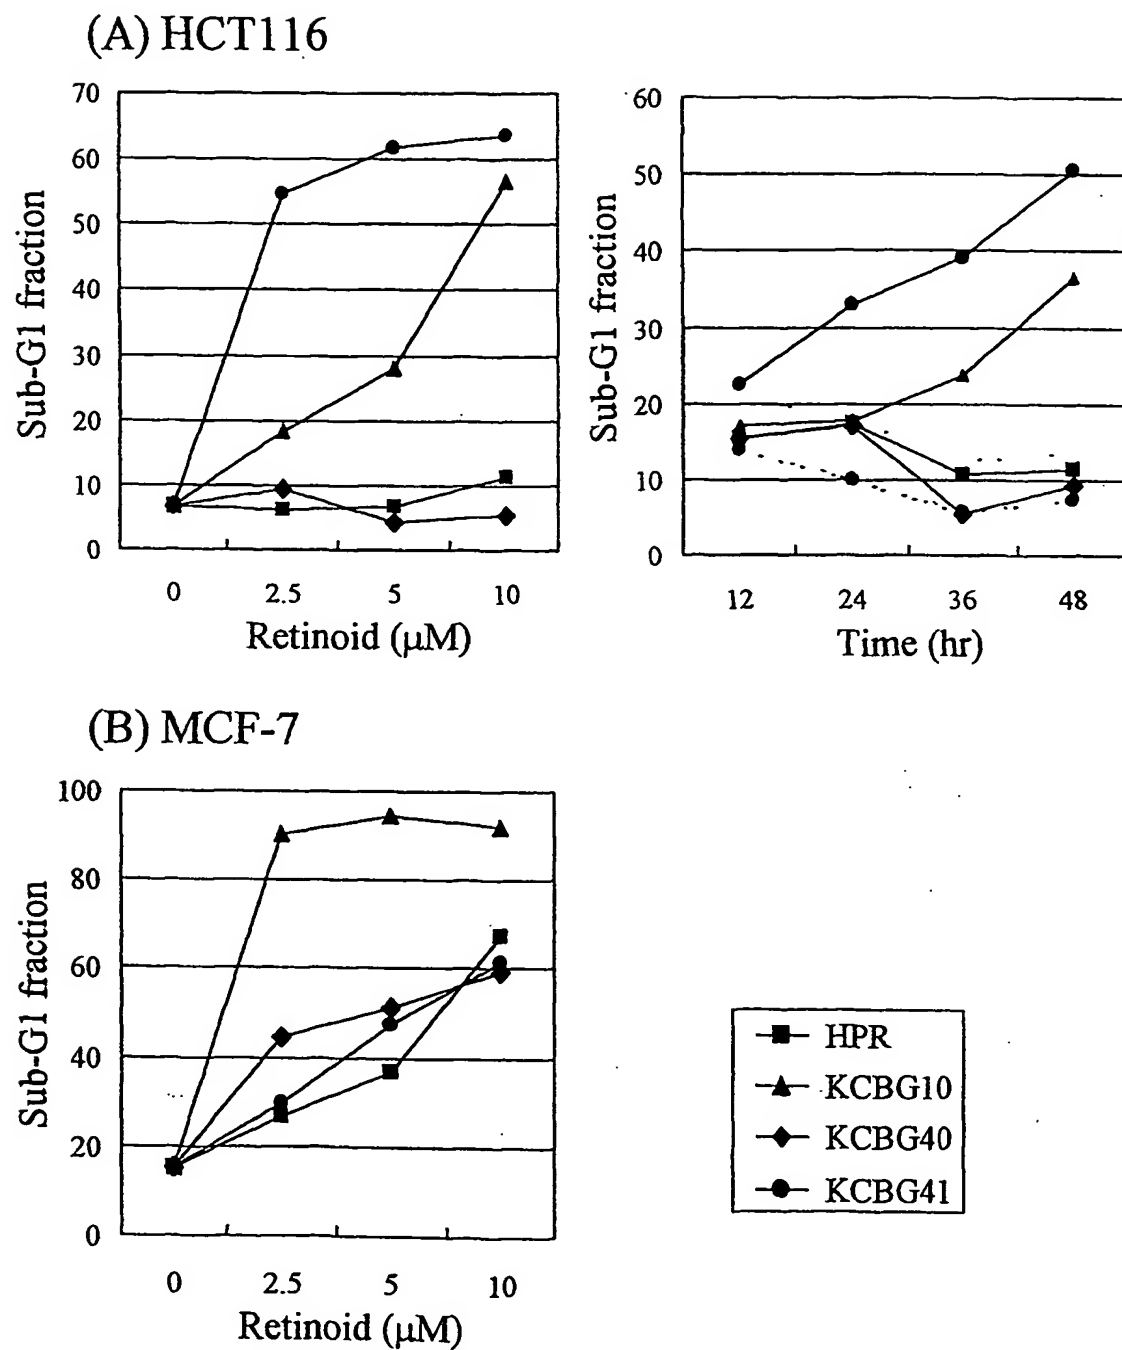 (A) HCT116
70
60
50
40
30
20
10
0
Sub-G1 fraction
0 2.5 5 10
Retinoid (μM)
60
50
40
30
20
10
0
Sub-G1 fraction
12 24 36 48
Time (hr)
(B) MCF-7
100
80
60
40
20
0
Sub-G1 fraction
0 2.5 5 10
Retinoid (μM)
HPR
KCBG10
KCBG40
KCBG41